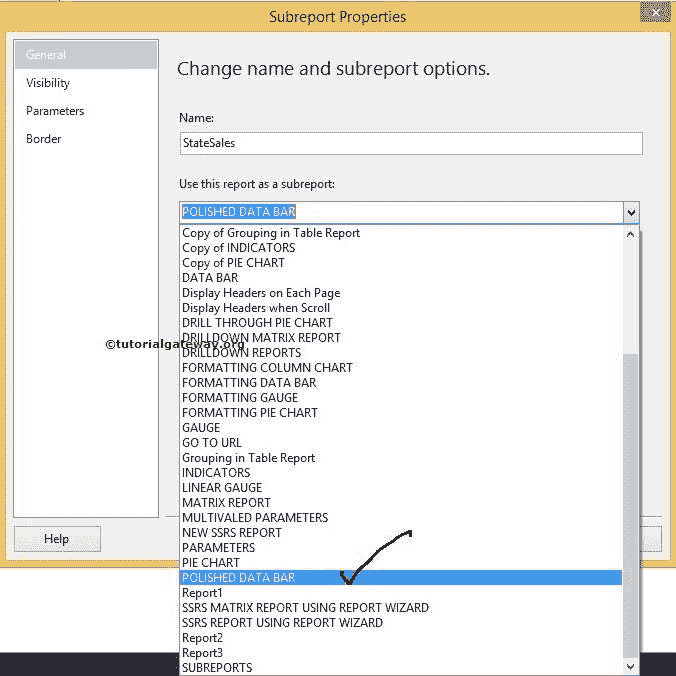 Subreport Properties
General
Visibility
Parameters
Border
Change name and subreport options.
Name:
StateSales
Use this report as a subreport:
POLISHED DATA BAR
Copy of Grouping in Table Report
Copy of INDICATORS
Copy of PIE CHART
DATA BAR
Display Headers on Each Page
Display Headers when Scroll
DRILL THROUGH PIE CHART
DRILLDOWN MATRIX REPORT
©tutorialgateway.org
DRILLDOWN REPORTS
FORMATTING COLUMN CHART
FORMATTING DATA BAR
FORMATTING GAUGE
FORMATTING PIE CHART
GAUGE
GO TO URL
Grouping in Table Report
INDICATORS
LINEAR GAUGE
MATRIX REPORT
MULTIVALED PARAMETERS
NEW SSRS REPORT
PARAMETERS
PIE CHART
POLISHED DATA BAR
Report1
SSRS MATRIX REPORT USING REPORT WIZARD
SSRS REPORT USING REPORT WIZARD
Report2
Report3
SUBREPORTS
Help